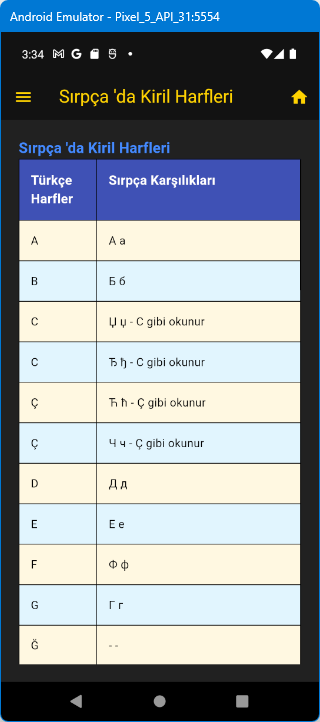 Android Emulator - Pixel_5_API_31:5554
3:34
Sırpça 'da Kiril Harfleri
Sırpça 'da Kiril Harfleri
Türkçe Harfler Sırpça Karşılıkları
A А а
B Б б
C Џ џ - C gibi okunur
C Ђ ђ - C gibi okunur
Ç Ћ ћ - Ç gibi okunur
Ç Ч ч - Ç gibi okunur
D Д д
E Е е
F Ф ф
G Г г
Ğ - -